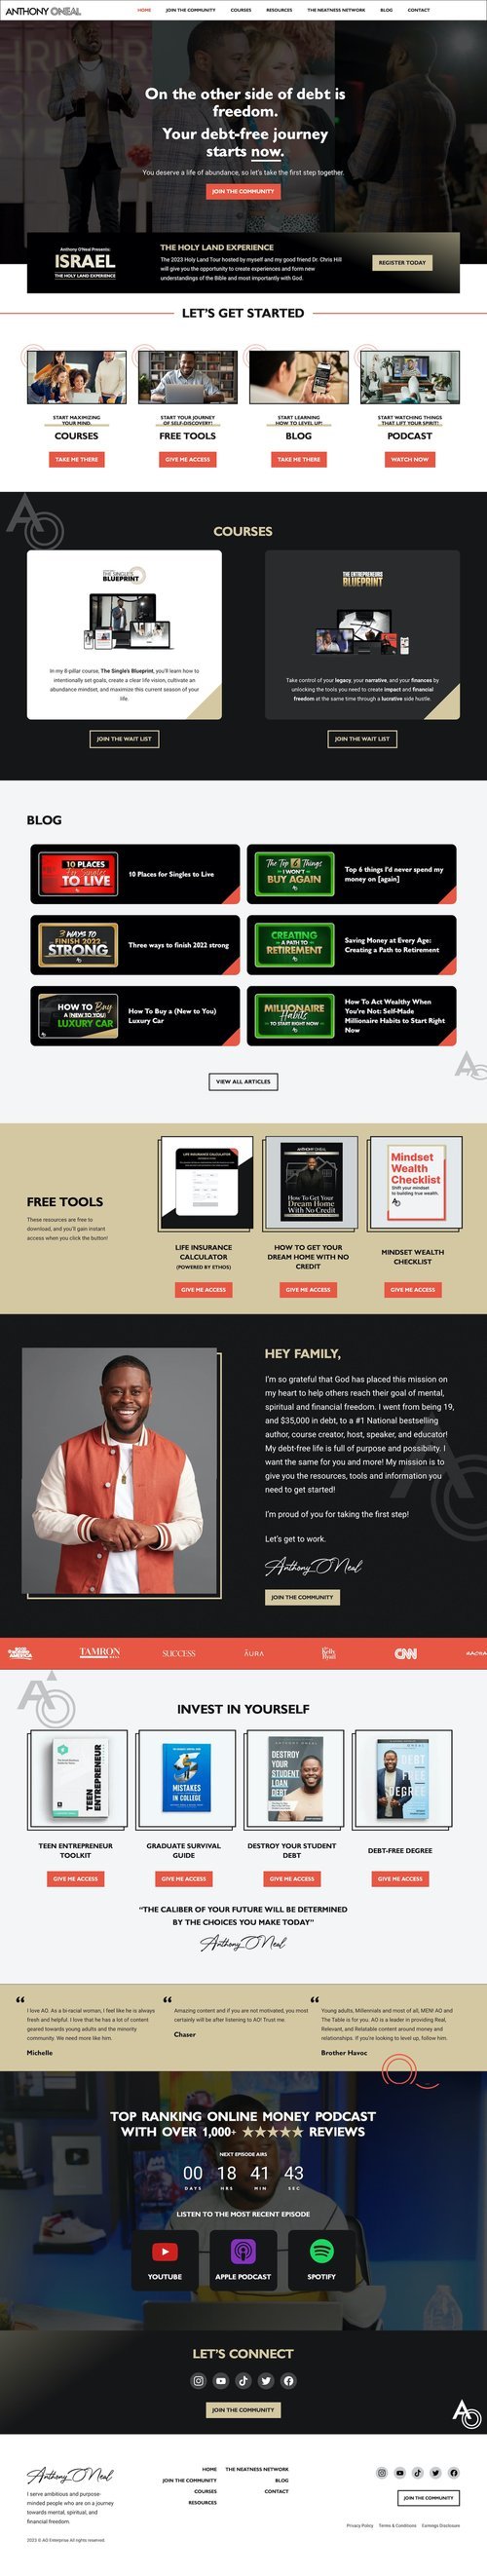 ANTHONY ONEAL
HOME JOIN THE COMMUNITY COURSES RESOURCES THE NEATNESS NETWORK BLOG CONTACT
On the other side of debt is
freedom.
Your debt-free journey
starts now.
You deserve a life of abundance, so let's take the first step together.
JOIN THE COMMUNITY
Anthony O'Neal Presents:
ISRAEL
THE HOLY LAND EXPERIENCE
THE HOLY LAND EXPERIENCE
The 2023 Holy Land Tour hosted by myself and my good friend Dr. Chris Hill
will give you the opportunity to create experiences and form new
understandings of the Bible and most importantly with God.
REGISTER TODAY
LET'S GET STARTED
START MAXIMIZING
YOUR MIND.
COURSES
TAKE ME THERE
START YOUR JOURNEY
OF SELF-DISCOVERY!
FREE TOOLS
GIVE ME ACCESS
START LEARNING
HOW TO LEVEL UP!
BLOG
TAKE ME THERE
START WATCHING THINGS
THAT LIFT YOUR SPIRIT!
PODCAST
WATCH NOW
COURSES
THE SINGLE'S
BLUEPRINT
In my 8-pillar course, The Single's Blueprint, you'll learn how to
intentionally set goals, create a clear life vision, cultivate an
abundance mindset, and maximize this current season of your
life.
JOIN THE WAIT LIST
THE ENTREPRENEURS
BLUEPRINT
Take control of your legacy, your narrative, and your finances by
unlocking the tools you need to create impact and financial
freedom at the same time through a lucrative side hustle.
JOIN THE WAIT LIST
BLOG
10 PLACES
For Singles
TO LIVE
10 Places for Singles to Live
The Top 6 Things
I WON'T
BUY AGAIN
Top 6 things I'd never spend my
money on [again]
3 WAYS TO
FINISH 2022
STRONG
Three ways to finish 2022 strong
CREATING
A PATH TO
RETIREMENT
Saving Money at Every Age:
Creating a Path to Retirement
HOW TO Buy
A (NEW TO YOU)
LUXURY CAR
How To Buy a (New to You)
Luxury Car
MILLIONAIRE
Habits
TO START RIGHT NOW
How To Act Wealthy When
You're Not: Self-Made
Millionaire Habits to Start Right
Now
VIEW ALL ARTICLES
FREE TOOLS
These resources are free to
download, and you'll gain instant
access when you click the button!
LIFE INSURANCE CALCULATOR
LIFE INSURANCE
CALCULATOR
(POWERED BY ETHOS)
GIVE ME ACCESS
ANTHONY ONEAL
How To Get Your
Dream Home
With No Credit
HOW TO GET YOUR
DREAM HOME WITH NO
CREDIT
GIVE ME ACCESS
Mindset
Wealth
Checklist
Shift your mindset
to building true wealth.
MINDSET WEALTH
CHECKLIST
GIVE ME ACCESS
HEY FAMILY,
I'm so grateful that God has placed this mission on
my heart to help others reach their goal of mental,
spiritual and financial freedom. I went from being 19,
and $35,000 in debt, to a #1 National bestselling
author, course creator, host, speaker, and educator!
My debt-free life is full of purpose and possibility. I
want the same for you and more! My mission is to
give you the resources, tools and information you
need to get started!
I'm proud of you for taking the first step!
Let's get to work.
Anthony O'Neal
JOIN THE COMMUNITY
TAMRON
HALL
SUCCESS
AURA
CNN
INVEST IN YOURSELF
TEEN
ENTREPRENEUR
TEEN ENTREPRENEUR
TOOLKIT
GIVE ME ACCESS
MISTAKES
IN COLLEGE
GRADUATE SURVIVAL
GUIDE
GIVE ME ACCESS
DESTROY
YOUR
STUDENT
LOAN
DEBT
DESTROY YOUR STUDENT
DEBT
GIVE ME ACCESS
DEBT
FREE
DEGREE
DEBT-FREE DEGREE
GIVE ME ACCESS
"THE CALIBER OF YOUR FUTURE WILL BE DETERMINED
BY THE CHOICES YOU MAKE TODAY"
Anthony O'Neal
I love AO. As a bi-racial woman, I feel like he is always
fresh and helpful. I love that he has a lot of content
geared towards young adults and the minority
community. We need more like him.
Michelle
Amazing content and if you are not motivated, you most
certainly will be after listening to AO! Trust me.
Chaser
Young adults, Millennials and most of all, MEN! AO and
The Table is for you. AO is a leader in providing Real,
Relevant, and Relatable content around money and
relationships. If you're looking to level up, follow him.
Brother Havoc
TOP RANKING ONLINE MONEY PODCAST
WITH OVER 1,000+ ★★★★★ REVIEWS
NEXT EPISODE AIRS
00 18 41 43
DAYS HRS MIN SEC
LISTEN TO THE MOST RECENT EPISODE
YOUTUBE
APPLE PODCAST
SPOTIFY
LET'S CONNECT
JOIN THE COMMUNITY
AO
Anthony O'Neal
I serve ambitious and purpose-
minded people who are on a journey
towards mental, spiritual, and
financial freedom.
2023 © AO Enterprise All rights reserved.
HOME
JOIN THE COMMUNITY
COURSES
RESOURCES
THE NEATNESS NETWORK
BLOG
CONTACT
JOIN THE COMMUNITY
Privacy Policy Terms & Conditions Earnings Disclosure